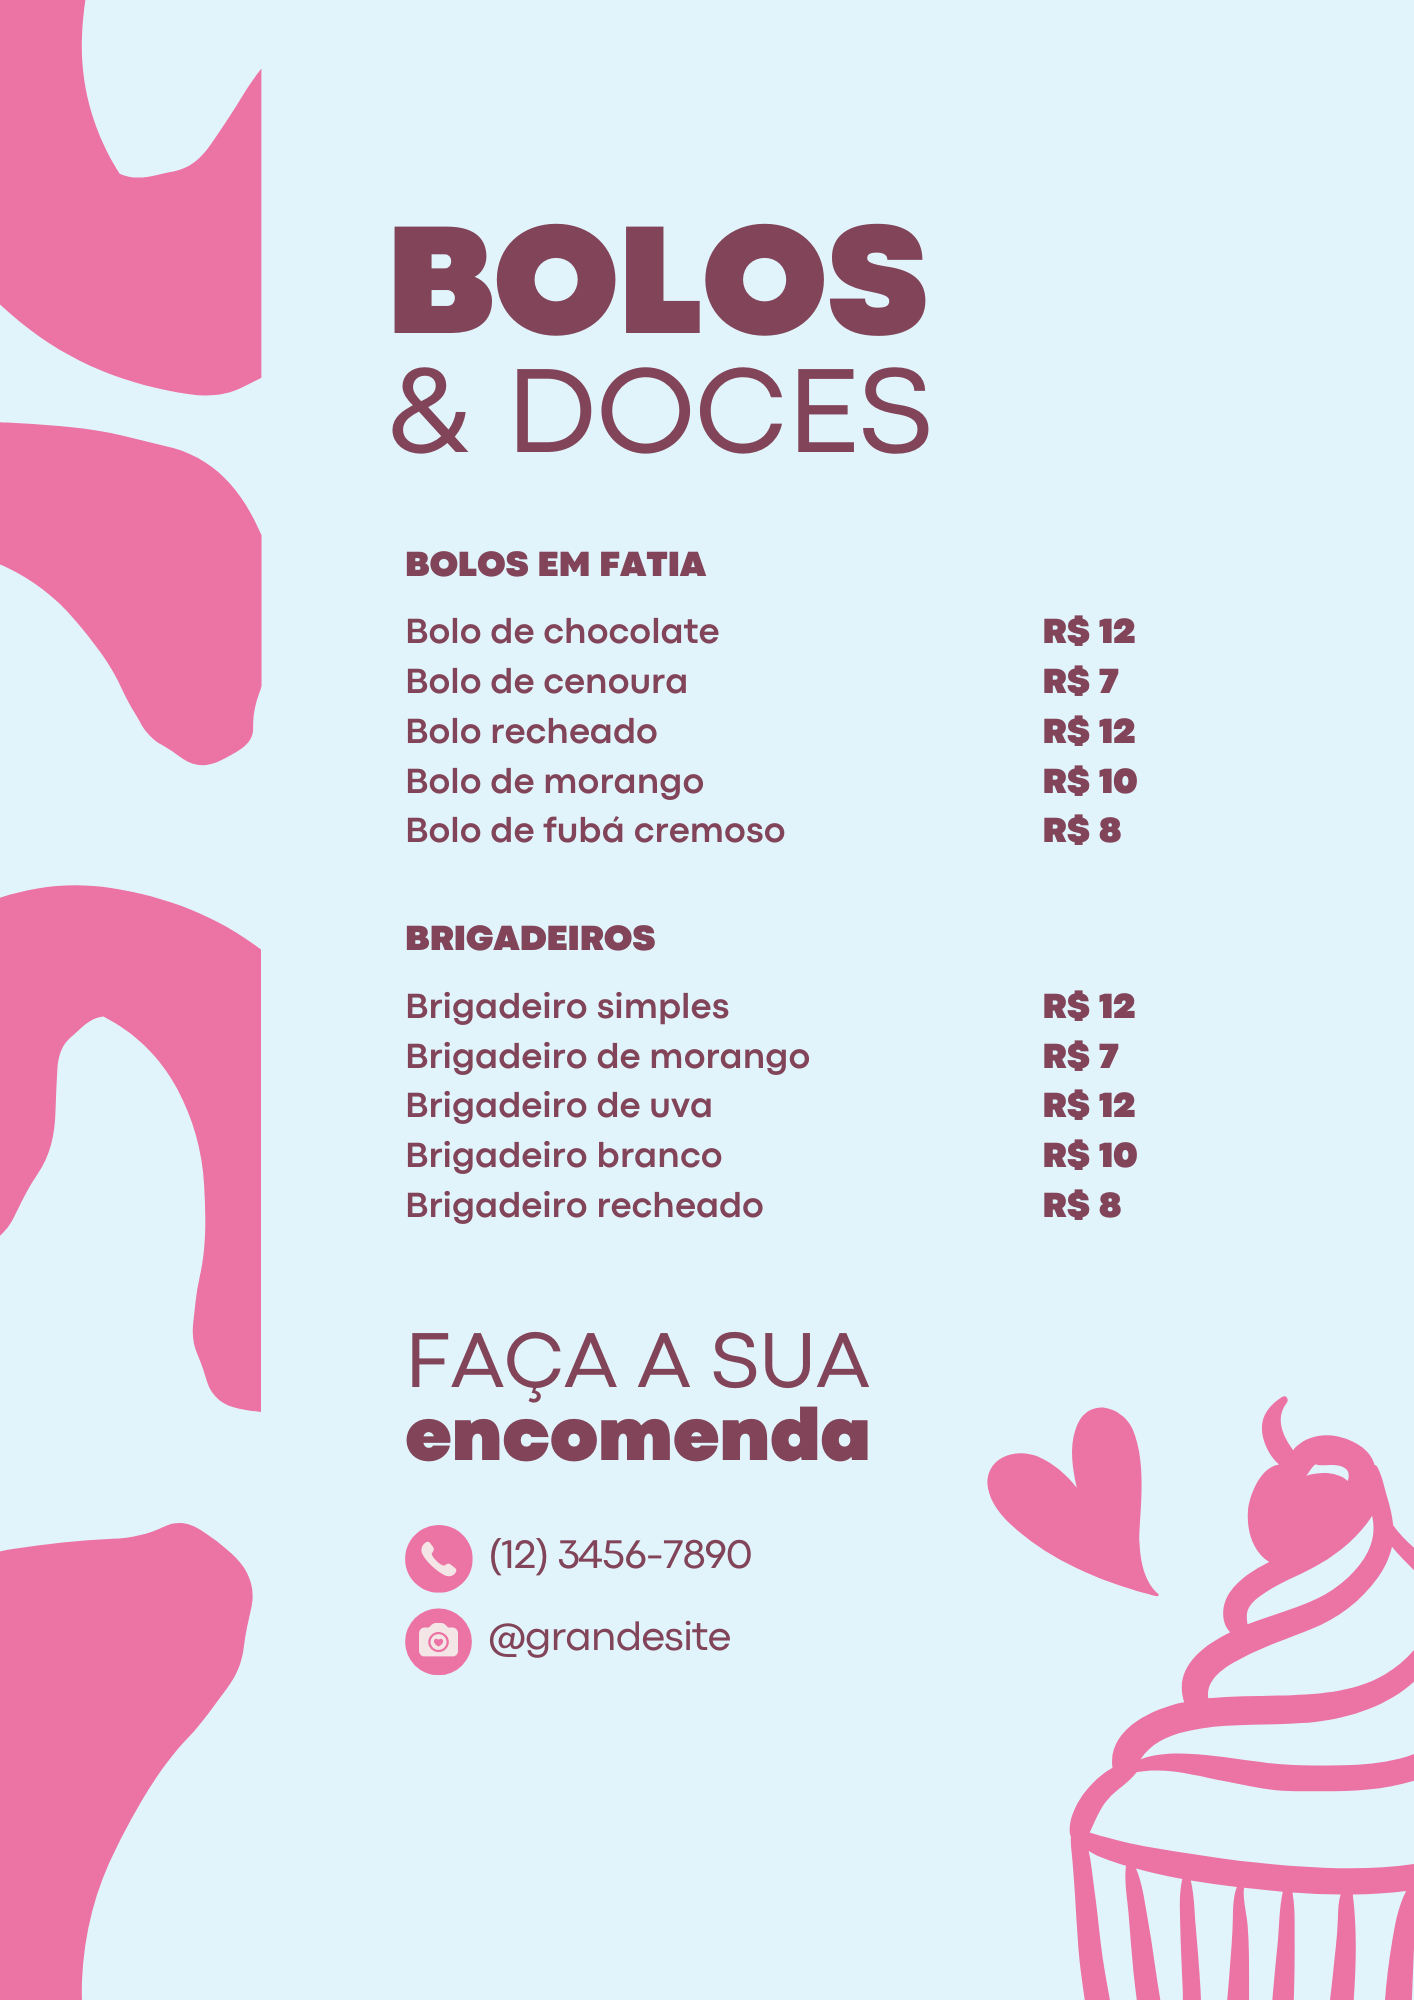 BOLOS
& DOCES
BOLOS EM FATIA
Bolo de chocolate R$ 12
Bolo de cenoura R$ 7
Bolo recheado R$ 12
Bolo de morango R$ 10
Bolo de fubá cremoso R$ 8
BRIGADEIROS
Brigadeiro simples R$ 12
Brigadeiro de morango R$ 7
Brigadeiro de uva R$ 12
Brigadeiro branco R$ 10
Brigadeiro recheado R$ 8
FAÇA A SUA
encomenda
(12) 3456-7890
@grandesite